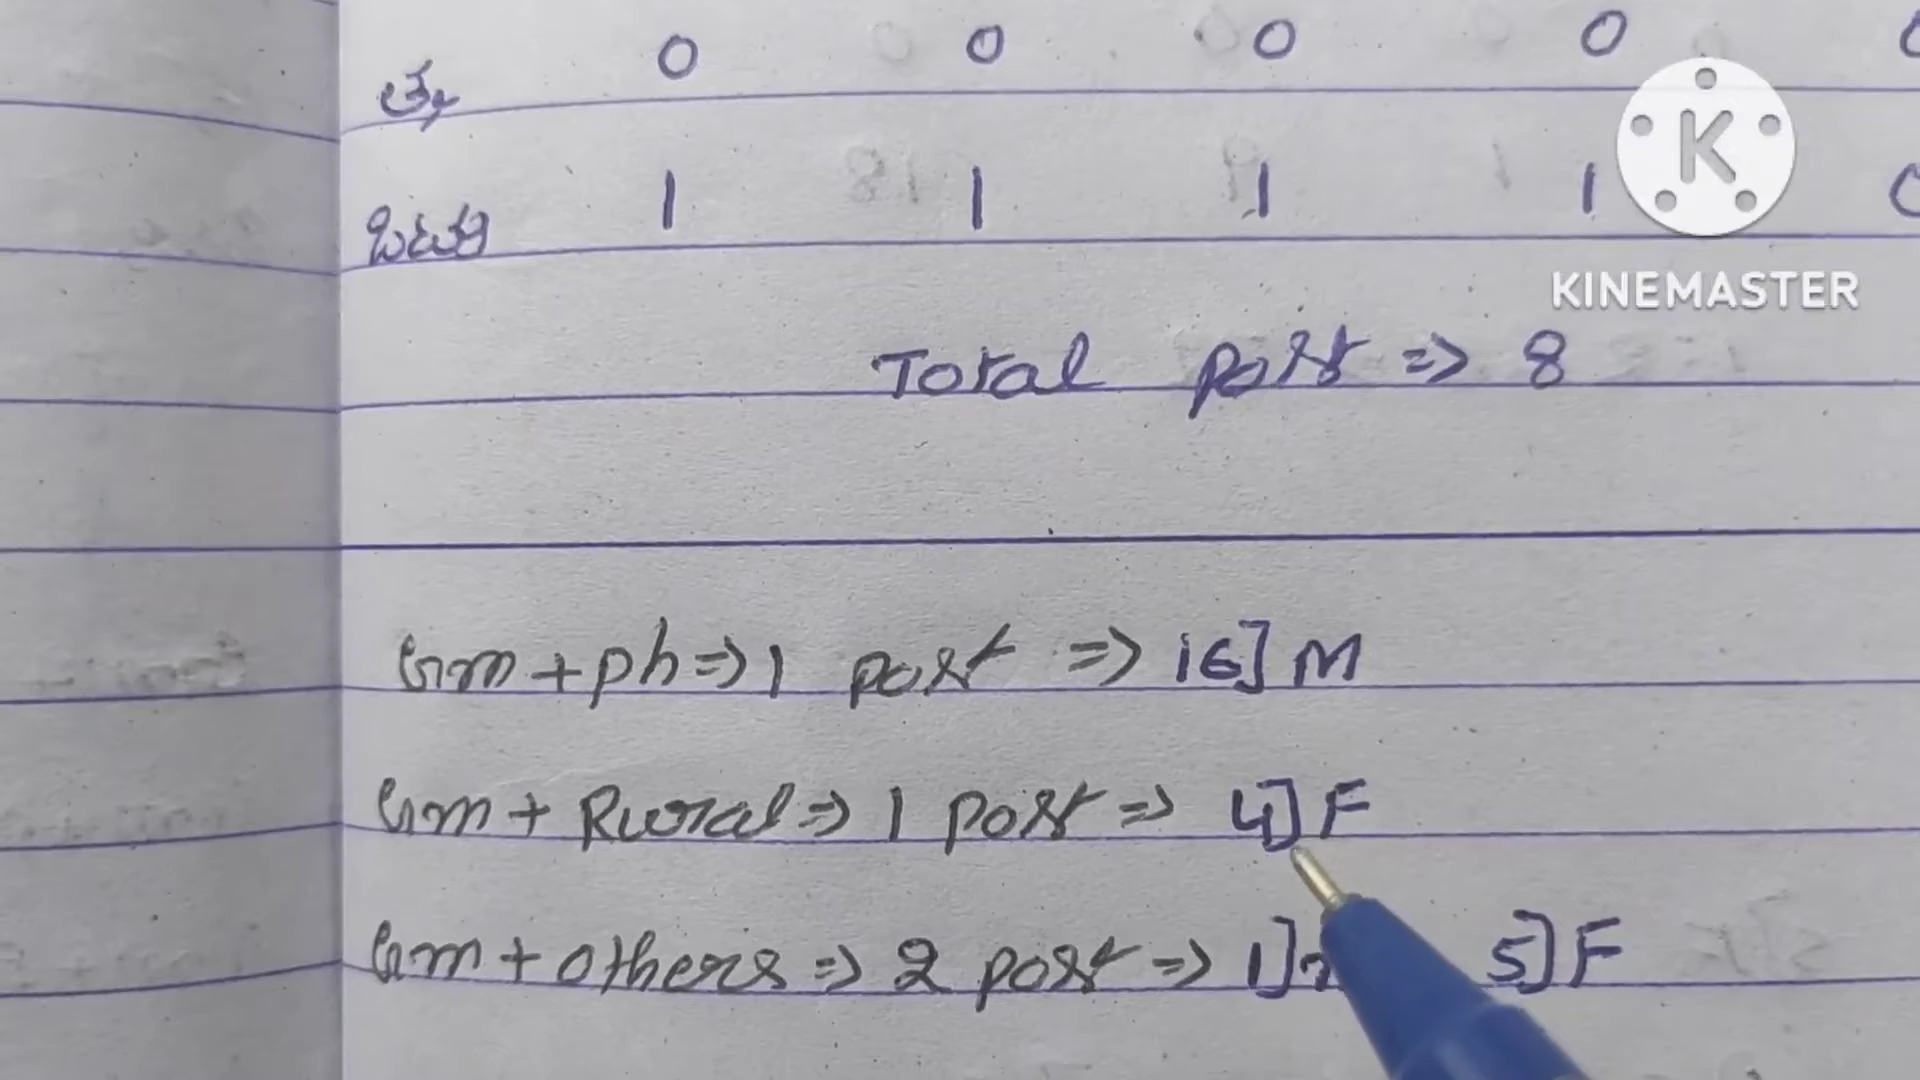 0 0 0 0
ಇತರೆ 1 1 1 1
K
KINEMASTER
Total post => 8
Gm + ph => 1 post => 16] M
Gm + Rural => 1 post => 4] F
Gm + others => 2 post => 1] 5] F